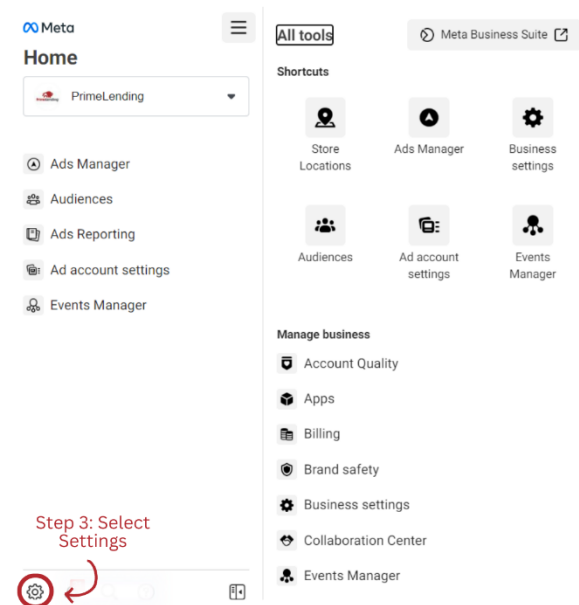 Meta
Home
PrimeLending
Ads Manager
Audiences
Ads Reporting
Ad account settings
Events Manager
Step 3: Select
Settings
All tools
Meta Business Suite
Shortcuts
Store
Locations
Ads Manager
Business
settings
Audiences
Ad account
settings
Events
Manager
Manage business
Account Quality
Apps
Billing
Brand safety
Business settings
Collaboration Center
Events Manager